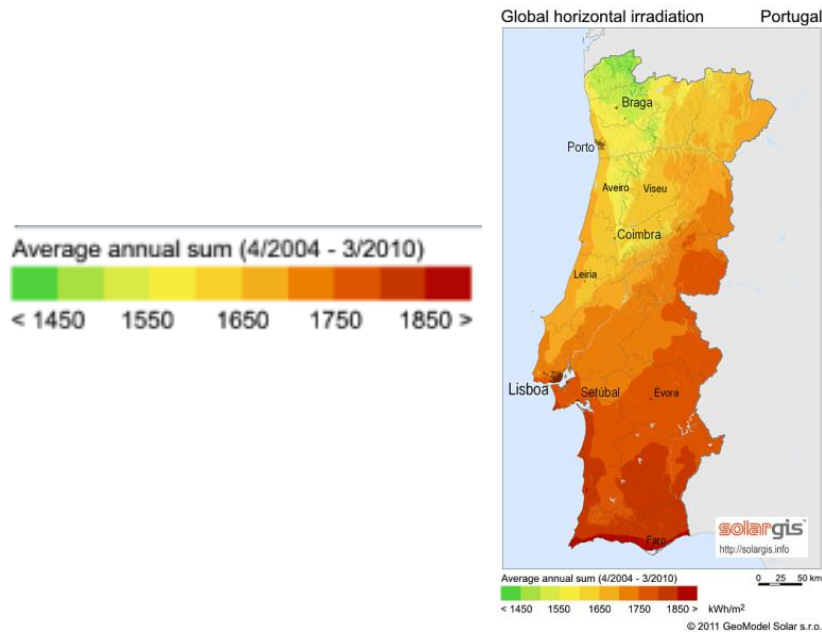 Global horizontal irradiation Portugal
Braga
Porto
Aveiro Viseu
Coimbra
Leiria
Lisboa
Setúbal
Évora
Faro
solargis
http://solargis.info
Average annual sum (4/2004 - 3/2010)
< 1450 1550 1650 1750 1850 >
Average annual sum (4/2004 - 3/2010)
0 25 50 km
< 1450 1550 1650 1750 1850 > kWh/m²
© 2011 GeoModel Solar s.r.o.